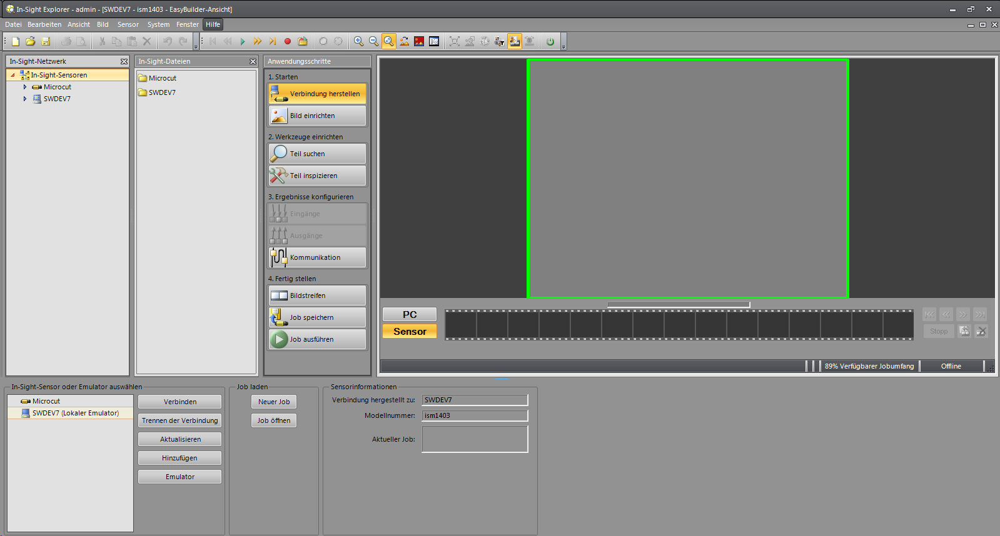 In-Sight Explorer - admin - [SWDEV7 - ism1403 - EasyBuilder-Ansicht]
Datei Bearbeiten Ansicht Bild Sensor System Fenster Hilfe
In-Sight-Netzwerk
In-Sight-Sensoren
Microcut
SWDEV7
In-Sight-Dateien
Microcut
SWDEV7
Anwendungsschritte
1. Starten
Verbindung herstellen
Bild einrichten
2. Werkzeuge einrichten
Teil suchen
Teil inspizieren
3. Ergebnisse konfigurieren
Eingänge
Ausgänge
Kommunikation
4. Fertig stellen
Bildstreifen
Job speichern
Job ausführen
PC
Sensor
Stopp
89% Verfügbarer Jobumfang
Offline
In-Sight-Sensor oder Emulator auswählen
Microcut
SWDEV7 (Lokaler Emulator)
Verbinden
Trennen der Verbindung
Aktualisieren
Hinzufügen
Emulator
Job laden
Neuer Job
Job öffnen
Sensorinformationen
Verbindung hergestellt zu: SWDEV7
Modellnummer: ism1403
Aktueller Job: